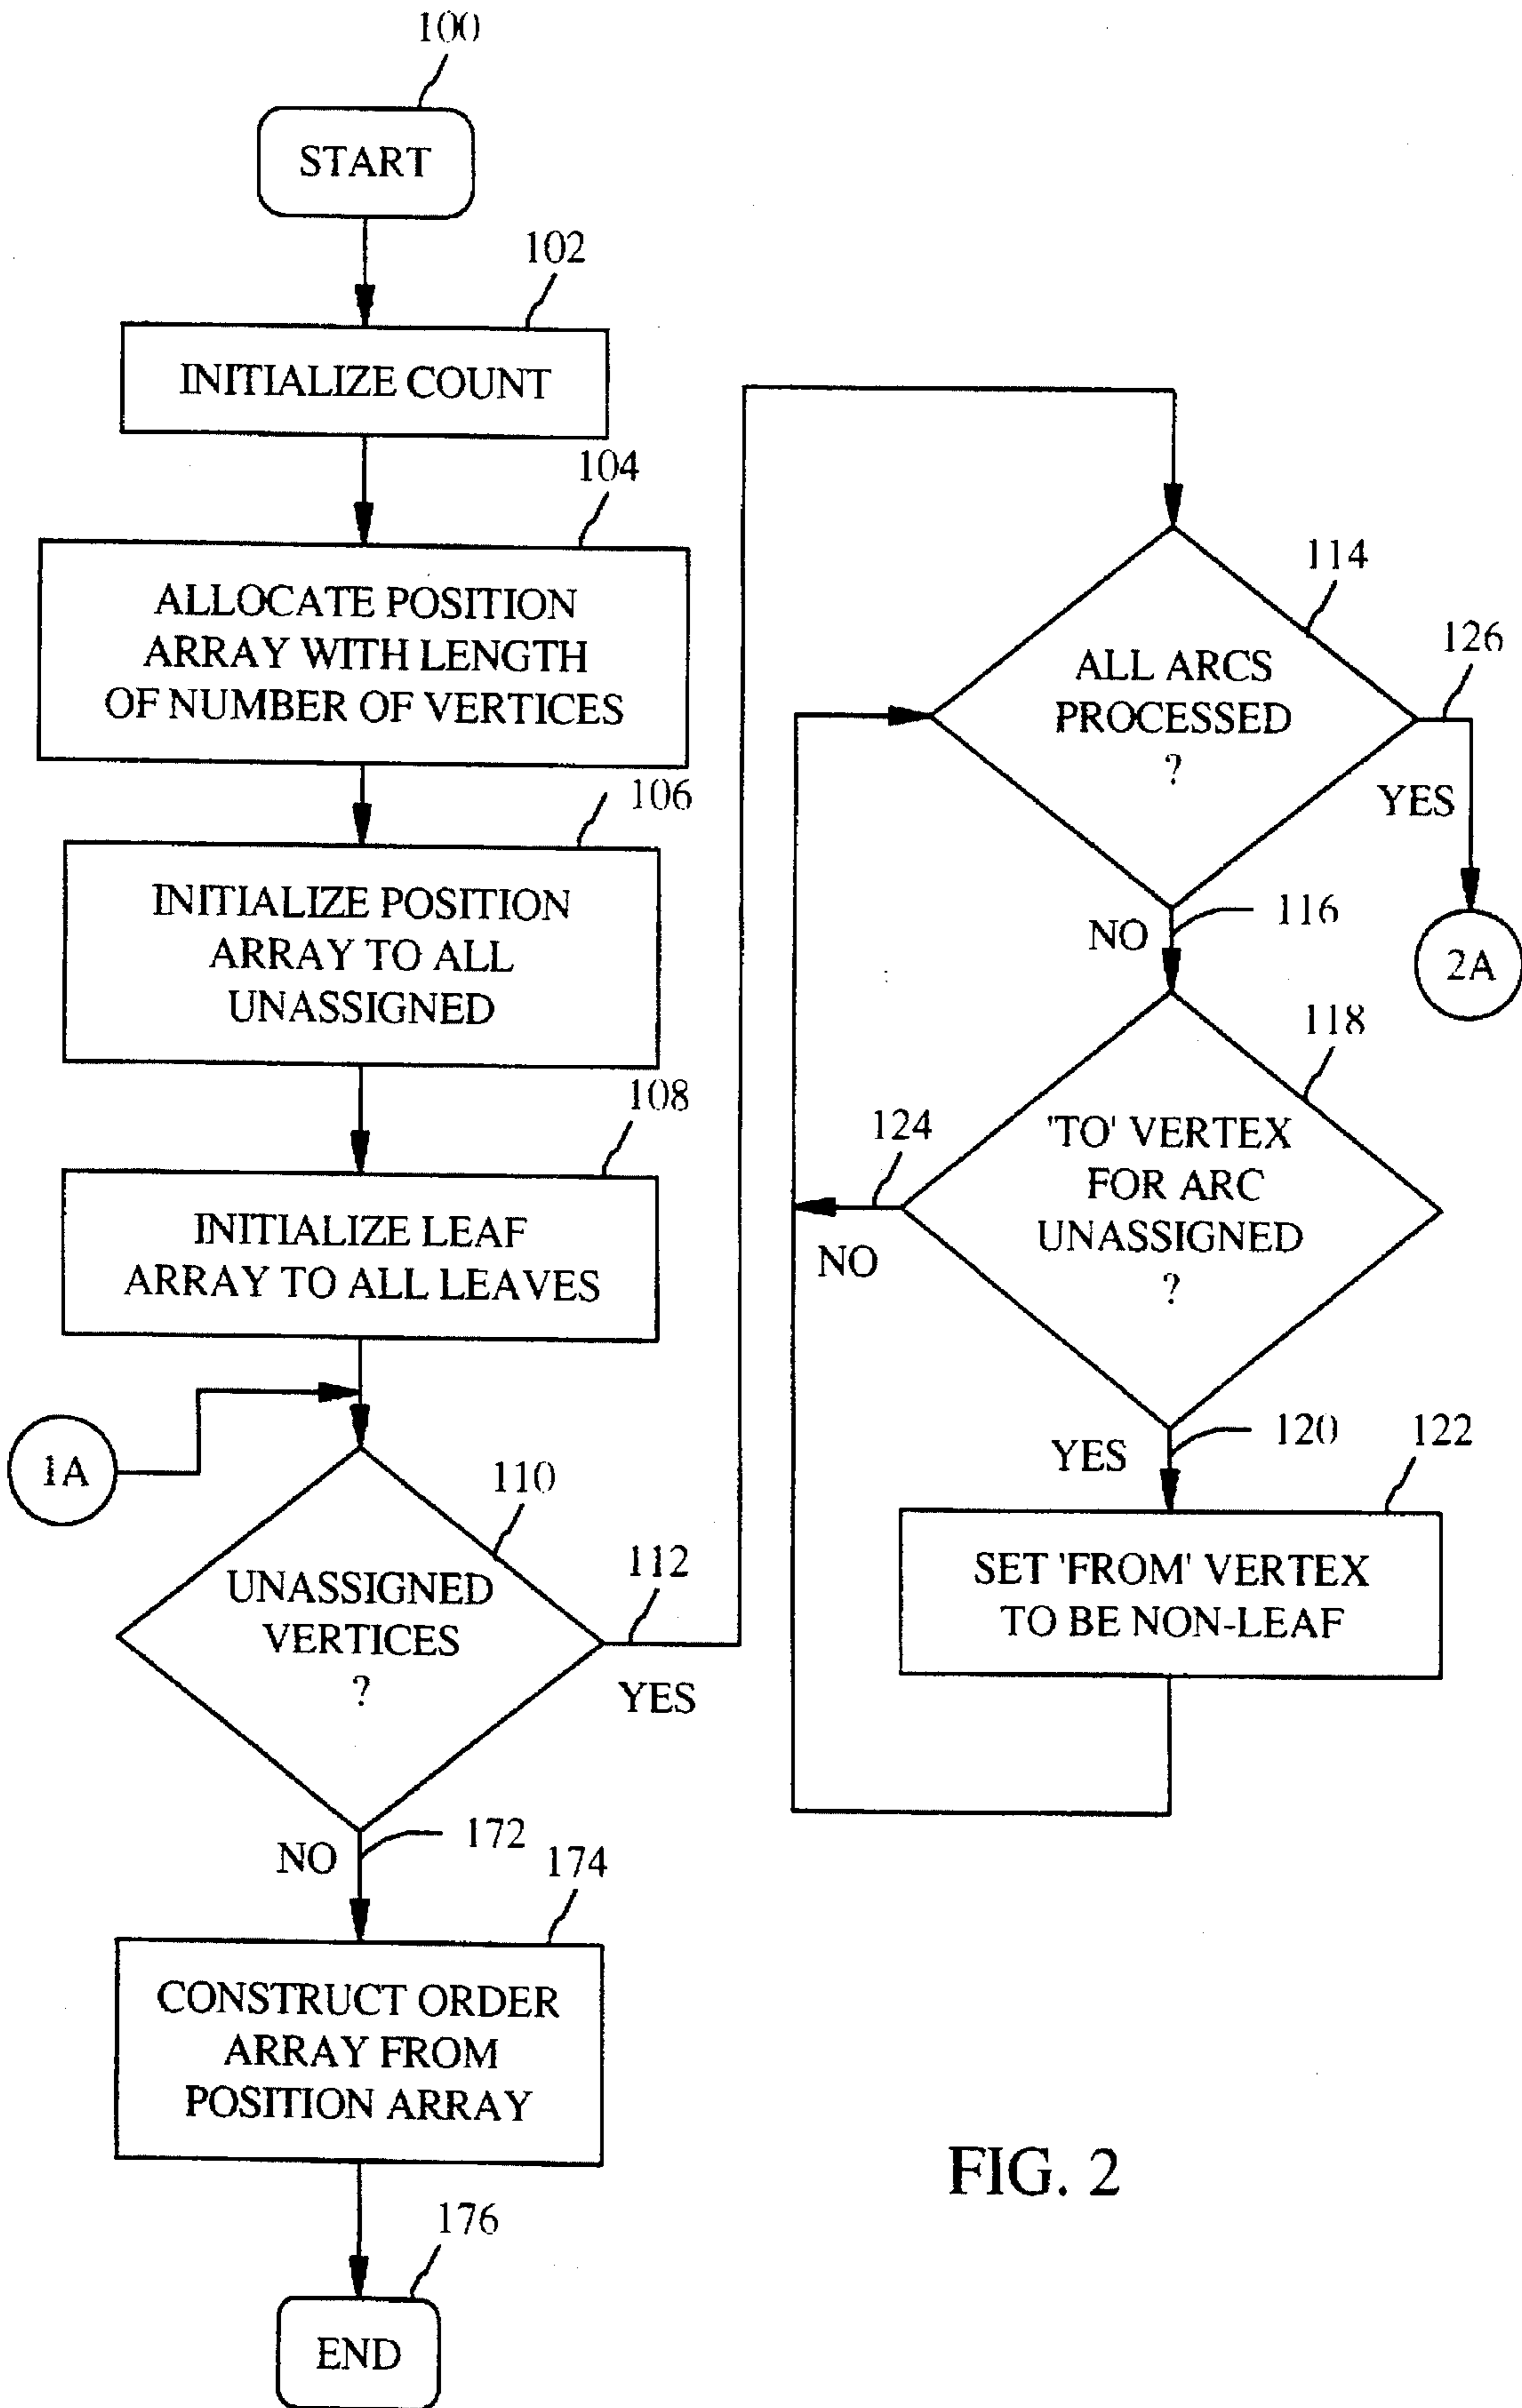 100
START
102
INITIALIZE COUNT
104
ALLOCATE POSITION
ARRAY WITH LENGTH
OF NUMBER OF VERTICES
106
INITIALIZE POSITION
ARRAY TO ALL
UNASSIGNED
108
INITIALIZE LEAF
ARRAY TO ALL LEAVES
1A
110
UNASSIGNED
VERTICES
?
112
YES
NO
172
174
CONSTRUCT ORDER
ARRAY FROM
POSITION ARRAY
176
END
114
ALL ARCS
PROCESSED
?
126
YES
2A
NO
116
118
'TO' VERTEX
FOR ARC
UNASSIGNED
?
124
NO
YES
120
122
SET 'FROM' VERTEX
TO BE NON-LEAF
FIG. 2